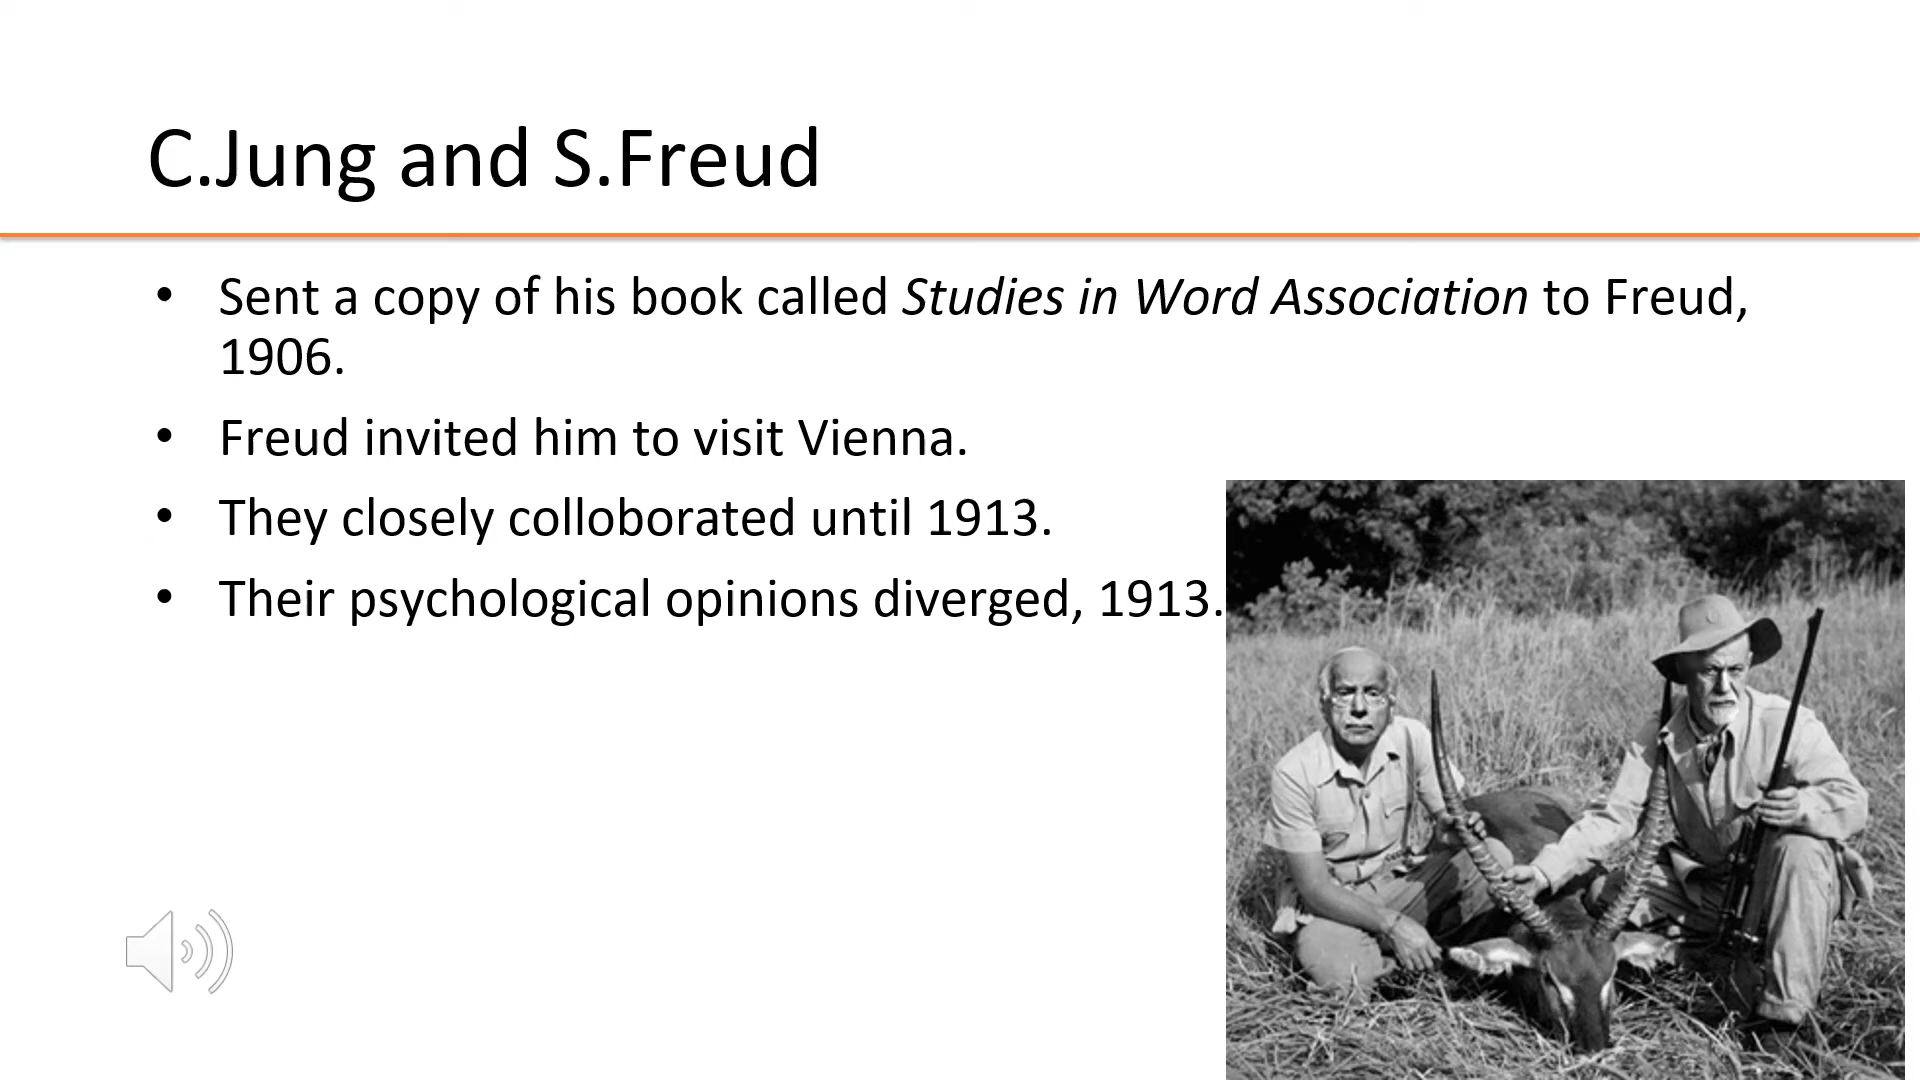 C.Jung and S.Freud
• Sent a copy of his book called Studies in Word Association to Freud,
1906.
• Freud invited him to visit Vienna.
• They closely colloborated until 1913.
• Their psychological opinions diverged, 1913.